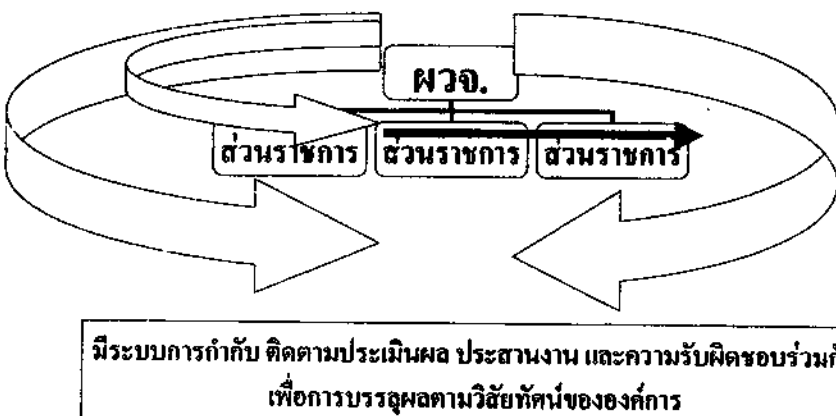 ผวจ.
ส่วนราชการ ส่วนราชการ ส่วนราชการ
มีระบบการกำกับ ติดตามประเมินผล ประสานงาน และความรับผิดชอบร่วมกั
เพื่อการบรรลุผลตามวิสัยทัศน์ขององค์การ